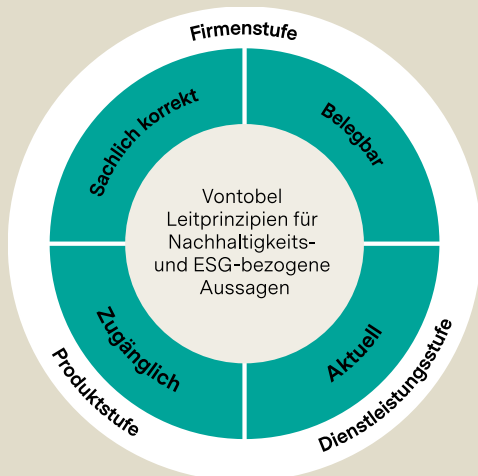 Firmenstufe
Sachlich korrekt
Belegbar
Vontobel
Leitprinzipien für
Nachhaltigkeits-
und ESG-bezogene
Aussagen
Zugänglich
Aktuell
Produktstufe
Dienstleistungsstufe